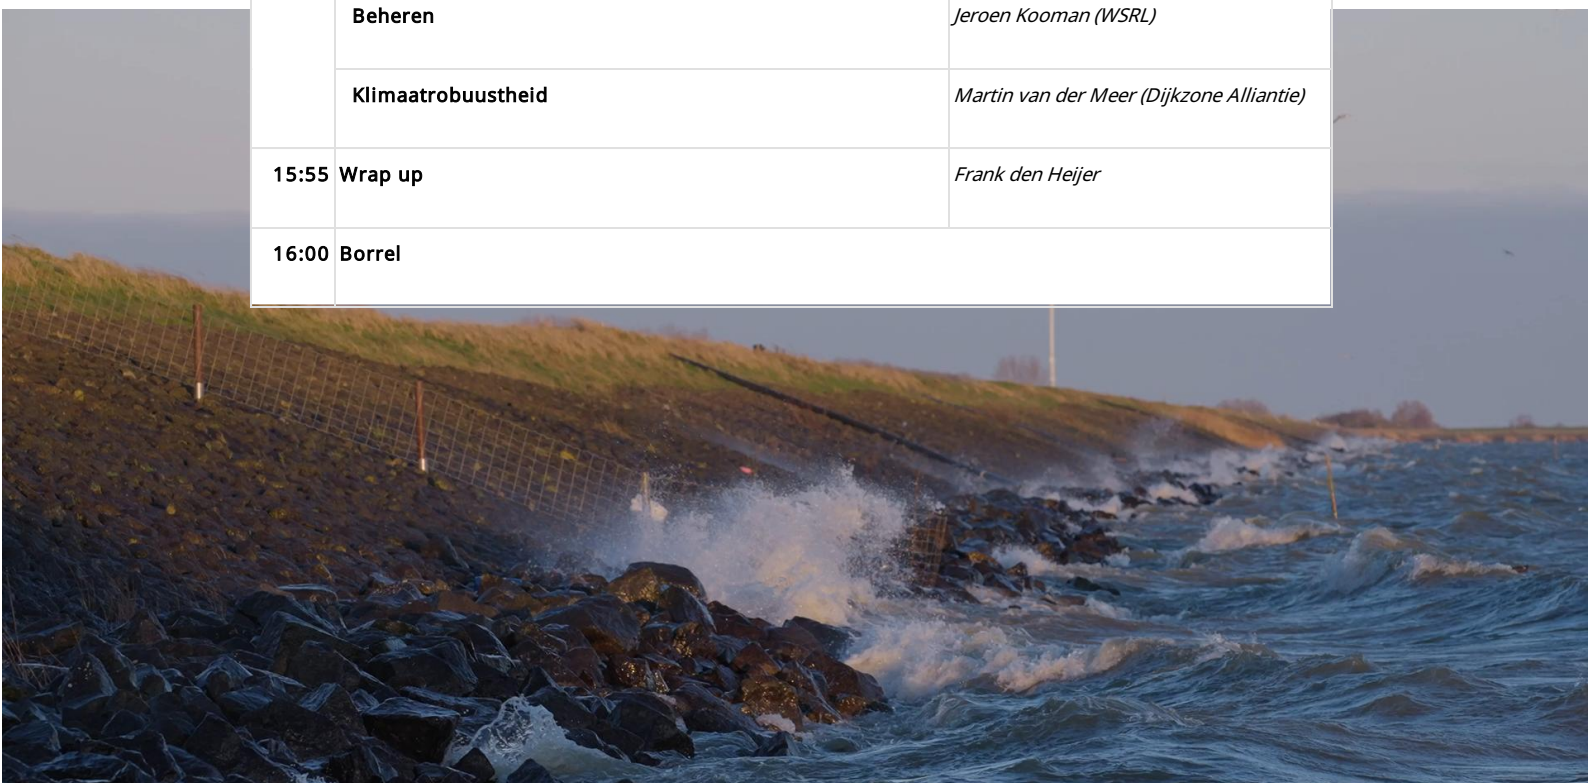 Beheren Jeroen Kooman (WSRL)
Klimaatrobuustheid Martin van der Meer (Dijkzone Alliantie)
15:55 Wrap up Frank den Heijer
16:00 Borrel